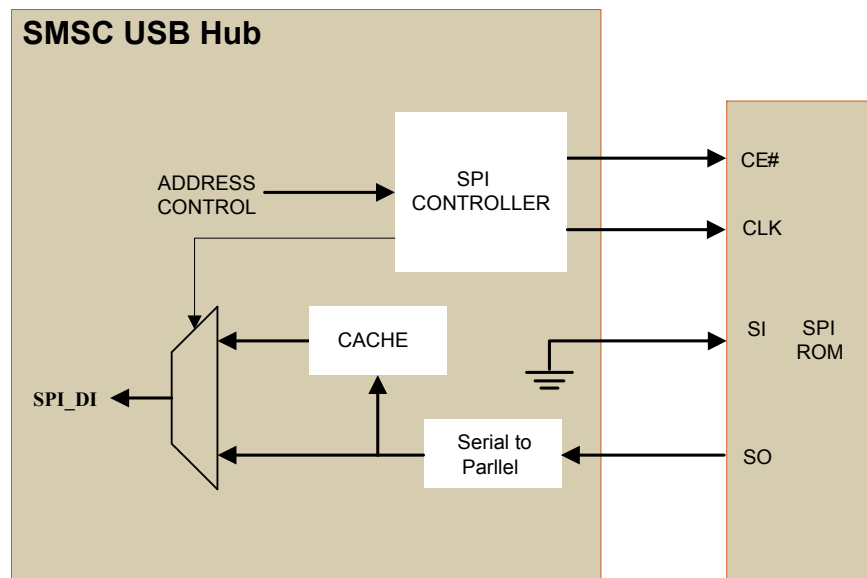 SMSC USB Hub
ADDRESS
CONTROL
SPI
CONTROLLER
CE#
CLK
CACHE
SI
SPI
ROM
SPI_DI
Serial to
Parllel
SO